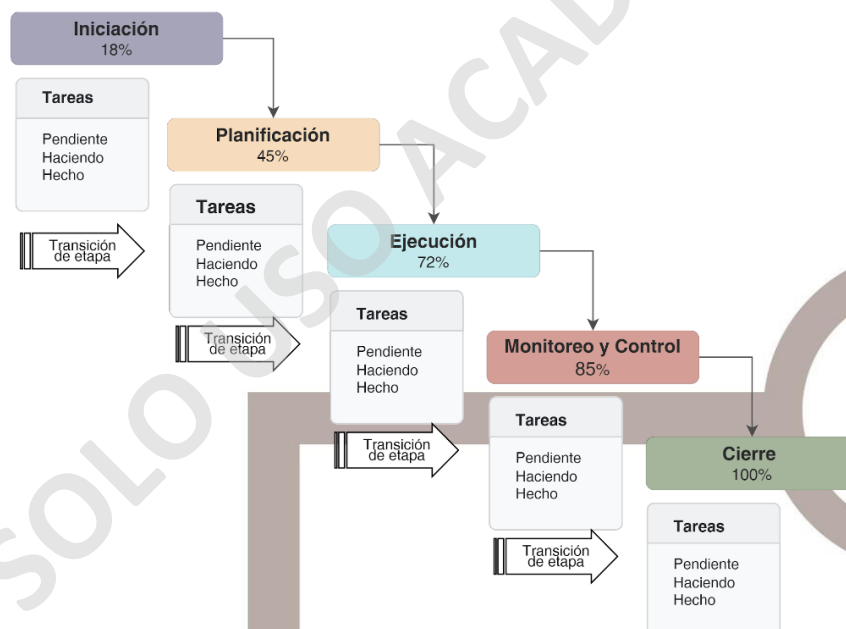 Iniciación
18%
Tareas
Pendiente
Haciendo
Hecho
Transición
de etapa
Planificación
45%
Tareas
Pendiente
Haciendo
Hecho
Transición
de etapa
Ejecución
72%
Tareas
Pendiente
Haciendo
Hecho
Transición
de etapa
Monitoreo y Control
85%
Tareas
Pendiente
Haciendo
Hecho
Transición
de etapa
Cierre
100%
Tareas
Pendiente
Haciendo
Hecho
SOLO USO ACAD